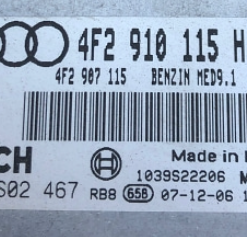 4F2 910 115 H
4F2 907 115 BENZIN MED9.1
CH Made in
1039S22206 M
S02 467 RB8 658 07-12-06 1